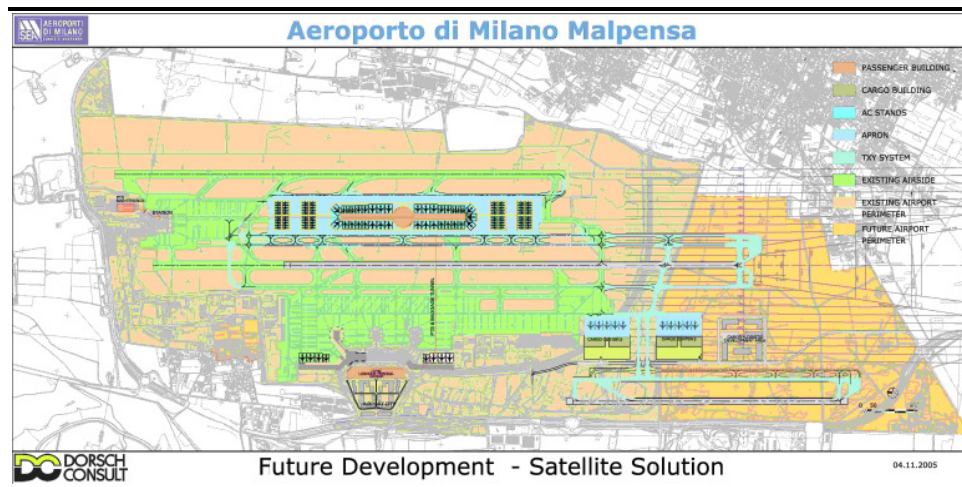 AEROPORTI
DI MILANO
SEA
Aeroporto di Milano Malpensa
PASSENGER BUILDING
CARGO BUILDING
AC STANDS
APRON
TXY SYSTEM
EXISTING AIRSIDE
EXISTING AIRPORT
PERIMETER
FUTURE AIRPORT
PERIMETER
STATION
DORSCH
CONSULT
Future Development - Satellite Solution
04.11.2005